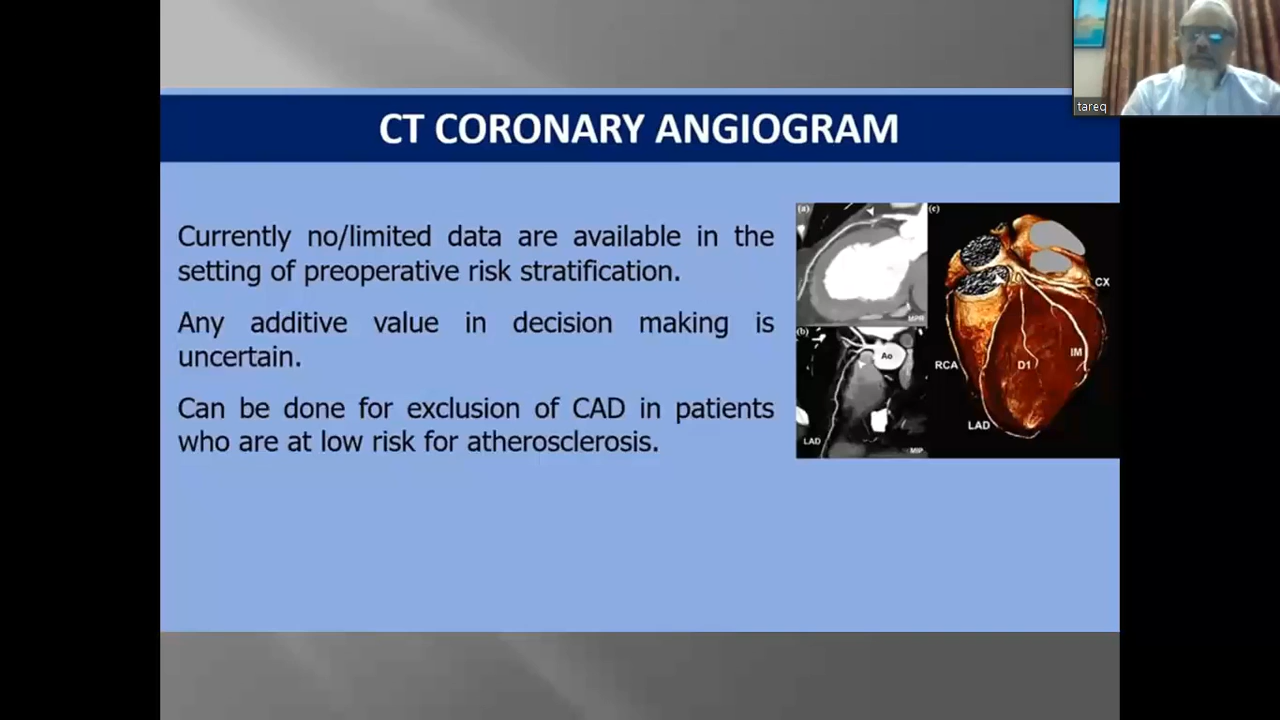 tareq
CT CORONARY ANGIOGRAM
Currently no/limited data are available in the
setting of preoperative risk stratification.
Any additive value in decision making is
uncertain.
Can be done for exclusion of CAD in patients
who are at low risk for atherosclerosis.
(a)
MPR
(b)
Ao
LAD
MIP
(c)
CX
RCA
D1
IM
LAD